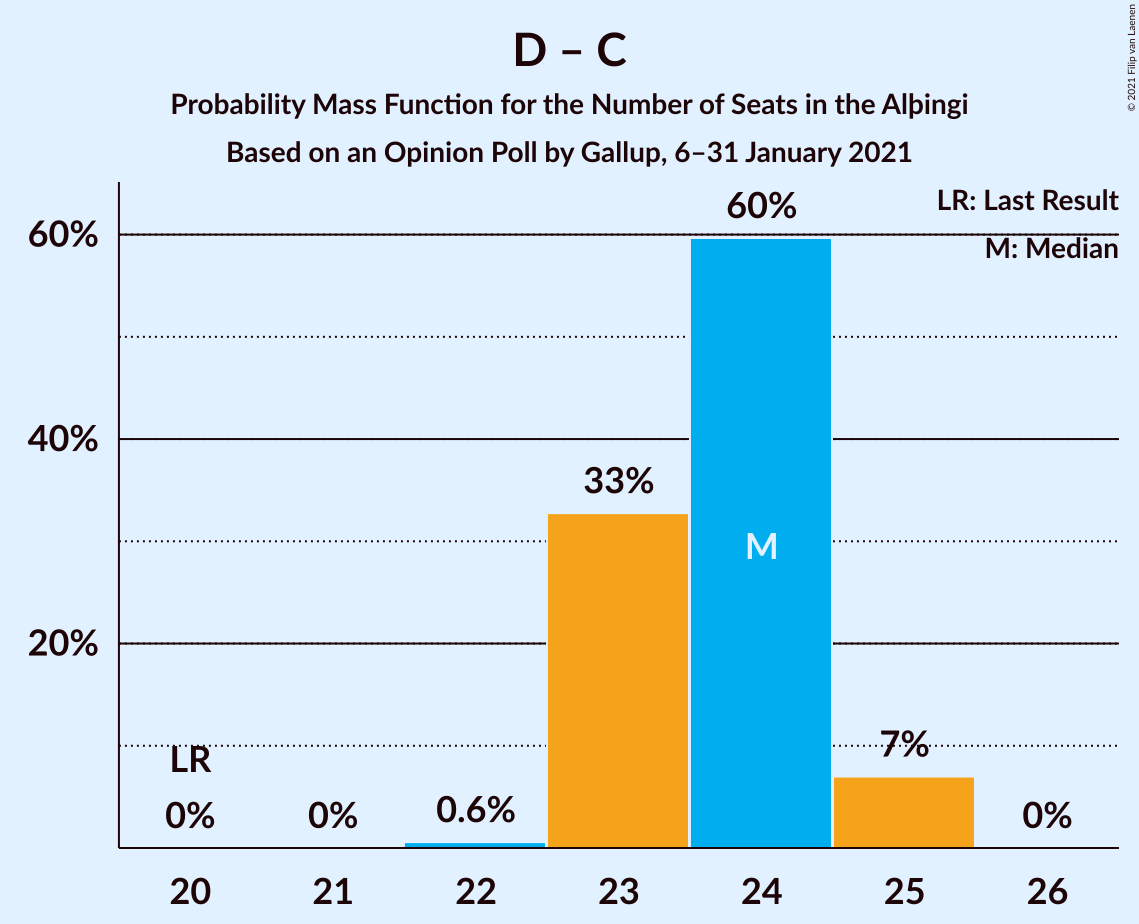 D – C
Probability Mass Function for the Number of Seats in the Alþingi
Based on an Opinion Poll by Gallup, 6–31 January 2021
© 2021 Filip van Laenen
LR: Last Result
M: Median
60%
40%
20%
LR
0%
0%
0.6%
33%
60%
M
7%
0%
20
21
22
23
24
25
26